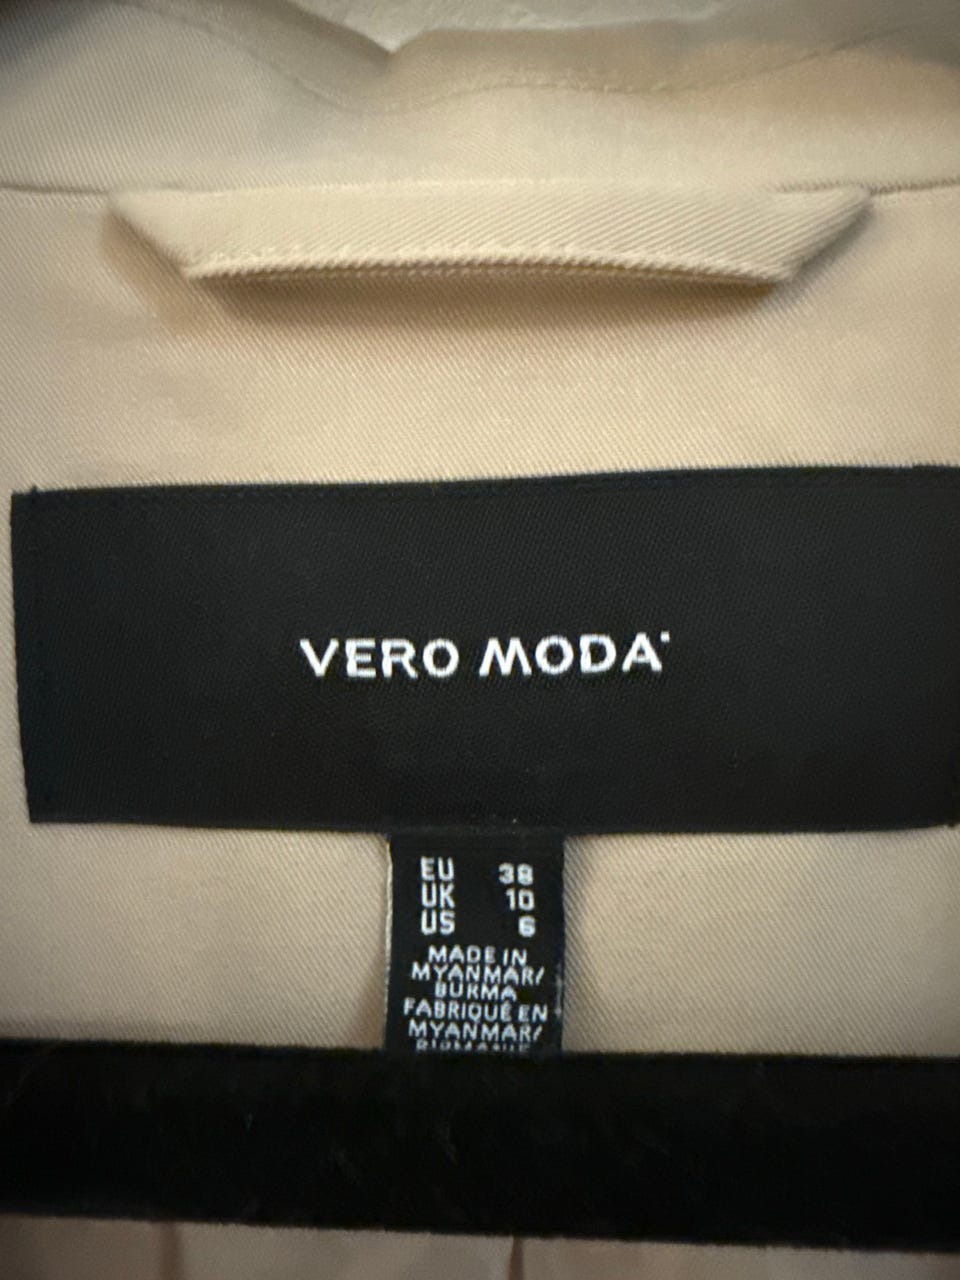 VERO MODA
EU 38
UK 10
US 6
MADE IN
MYANMAR/
BURMA
FABRIQUÉ EN
MYANMAR/